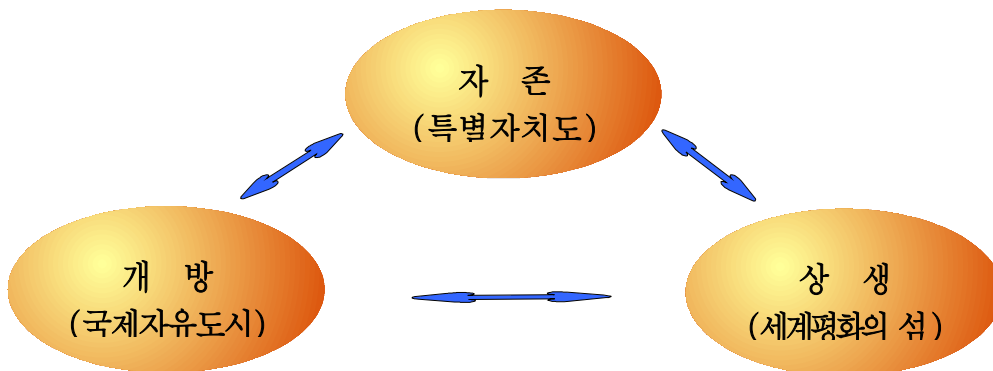 자 존
(특별자치도)
개 방
(국제자유도시)
상 생
(세계평화의 섬)